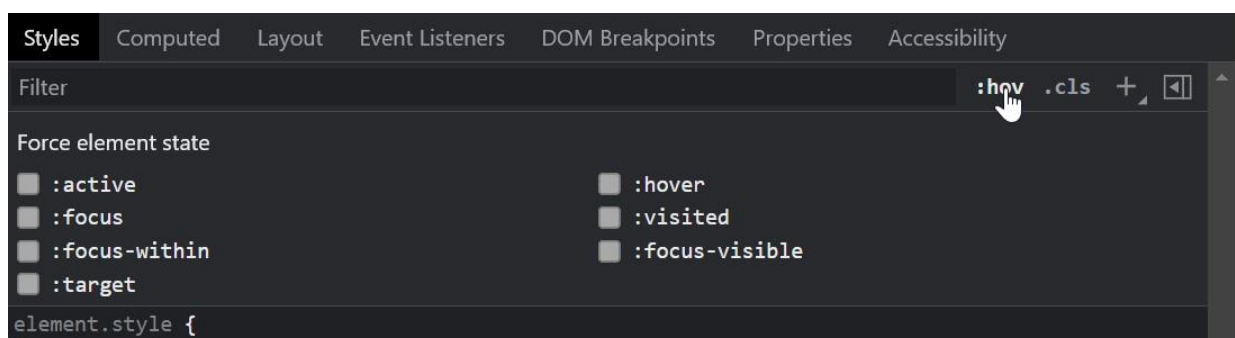 Styles Computed Layout Event Listeners DOM Breakpoints Properties Accessibility
Filter :hov .cls +
Force element state
:active :hover
:focus :visited
:focus-within :focus-visible
:target
element.style {